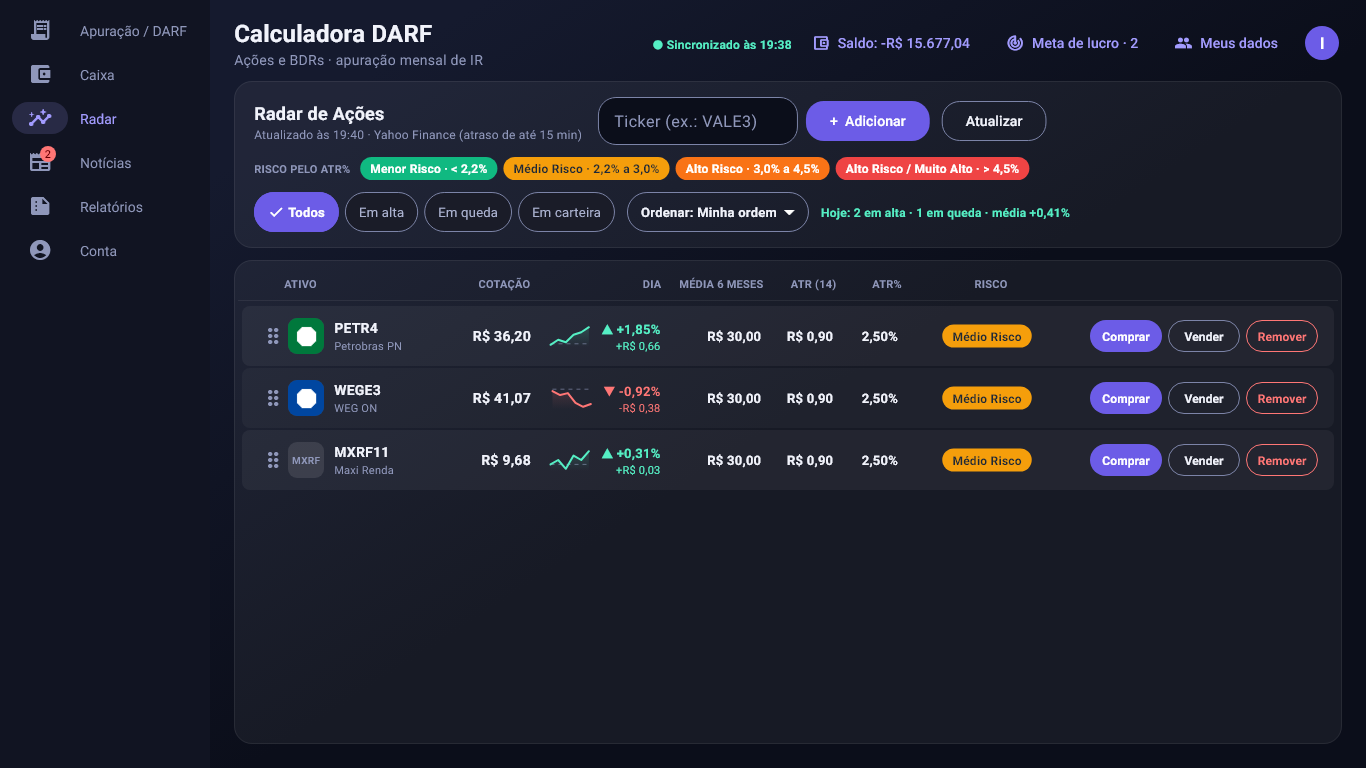 Apuração / DARF
Caixa
Radar
2
Notícias
Relatórios
Conta
Calculadora DARF
Ações e BDRs · apuração mensal de IR
Sincronizado às 19:38
Saldo: -R$ 15.677,04
Meta de lucro · 2
Meus dados
I
Radar de Ações
Atualizado às 19:40 · Yahoo Finance (atraso de até 15 min)
Ticker (ex.: VALE3)
+ Adicionar
Atualizar
RISCO PELO ATR%
Menor Risco · < 2,2%
Médio Risco · 2,2% a 3,0%
Alto Risco · 3,0% a 4,5%
Alto Risco / Muito Alto · > 4,5%
Todos
Em alta
Em queda
Em carteira
Ordenar: Minha ordem
Hoje: 2 em alta · 1 em queda · média +0,41%
ATIVO COTAÇÃO DIA MÉDIA 6 MESES ATR (14) ATR% RISCO
PETR4
Petrobras PN
R$ 36,20
▲ +1,85%
+R$ 0,66
R$ 30,00
R$ 0,90
2,50%
Médio Risco
Comprar
Vender
Remover
WEGE3
WEG ON
R$ 41,07
▼ -0,92%
-R$ 0,38
R$ 30,00
R$ 0,90
2,50%
Médio Risco
Comprar
Vender
Remover
MXRF
MXRF11
Maxi Renda
R$ 9,68
▲ +0,31%
+R$ 0,03
R$ 30,00
R$ 0,90
2,50%
Médio Risco
Comprar
Vender
Remover